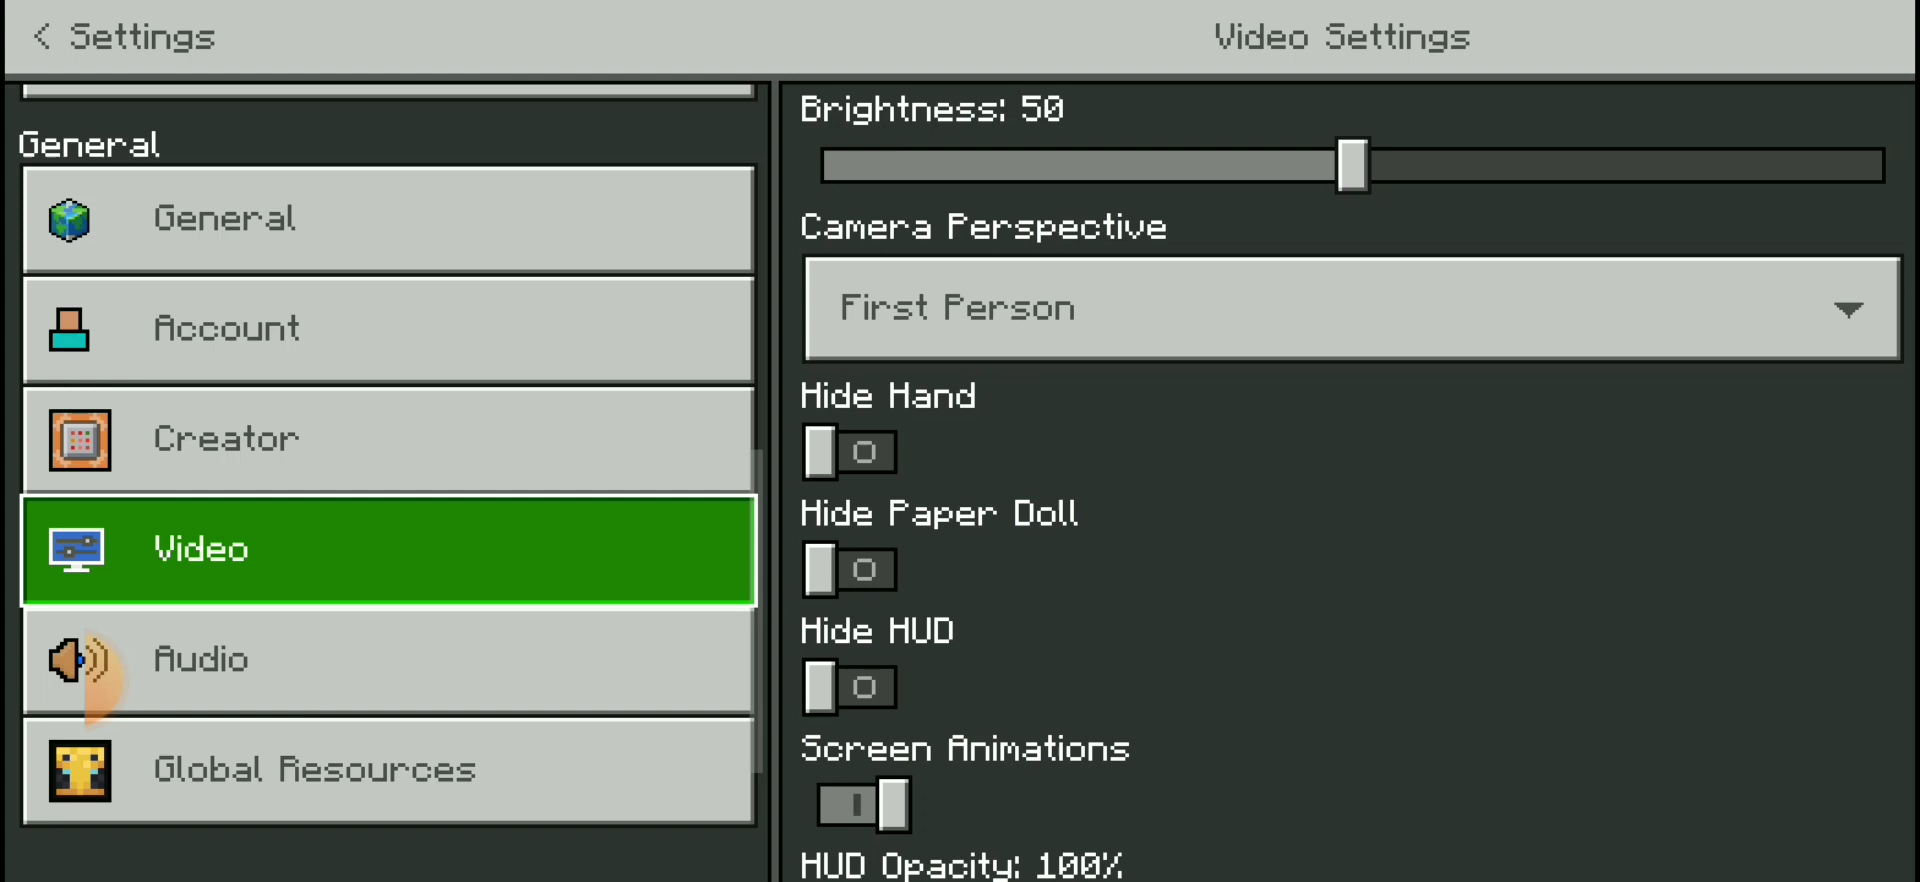 Settings
Video Settings
General
General
Account
Creator
Video
Audio
Global Resources
Brightness: 50
Camera Perspective
First Person
Hide Hand
Hide Paper Doll
Hide HUD
Screen Animations
HUD Opacity: 100%